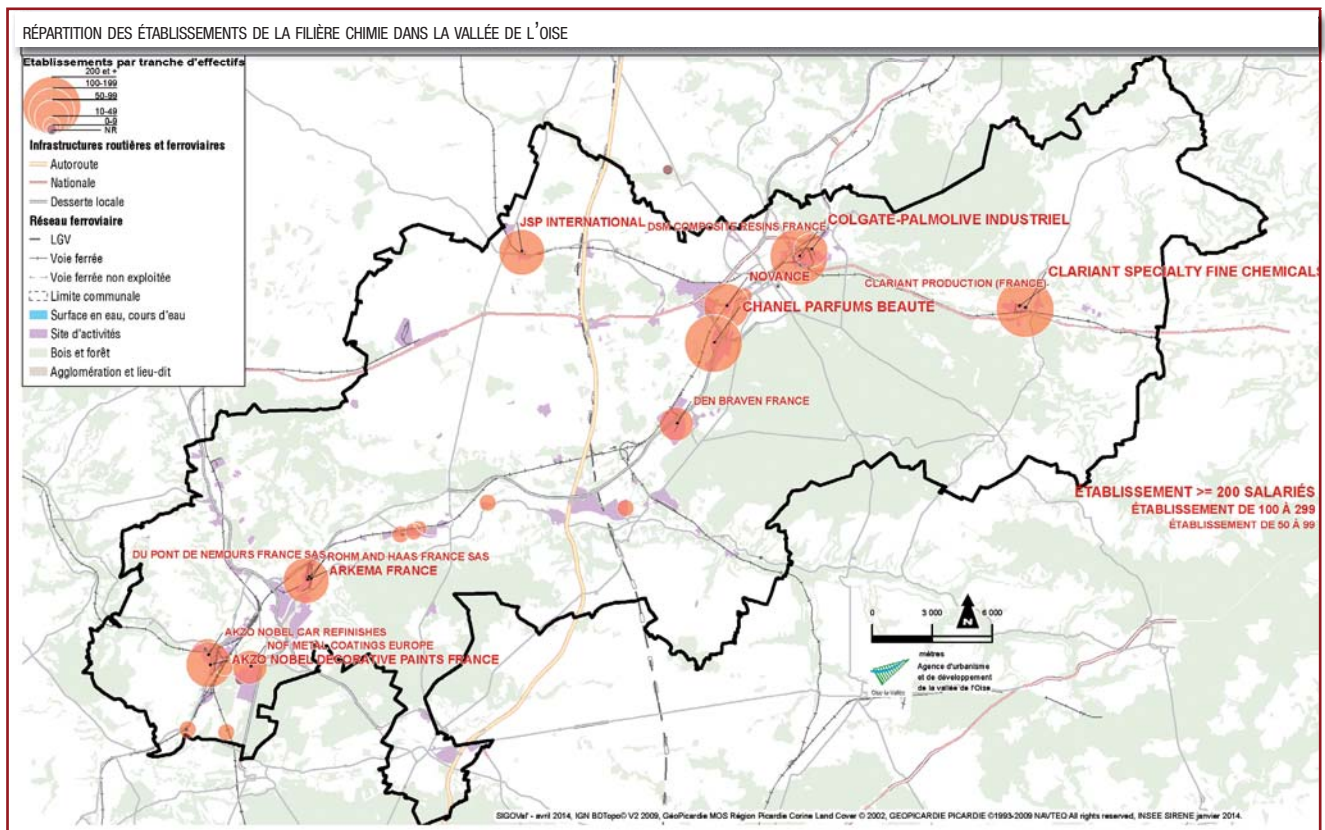 RÉPARTITION DES ÉTABLISSEMENTS DE LA FILIÈRE CHIMIE DANS LA VALLÉE DE L'OISE
Etablissements par tranche d'effectifs
200 et +
100-199
50-99
10-49
0-9
NR
Infrastructures routières et ferroviaires
Autoroute
Nationale
Desserte locale
Réseau ferroviaire
LGV
Voie ferrée
Voie ferrée non exploitée
Limite communale
Surface en eau, cours d'eau
Site d'activités
Bois et forêt
Agglomération et lieu-dit
JSP INTERNATIONAL
DSM COMPOSITE RESINS FRANCE
COLGATE-PALMOLIVE INDUSTRIEL
NOVANCE
CLARIANT PRODUCTION (FRANCE)
CLARIANT SPECIALTY FINE CHEMICALS
CHANEL PARFUMS BEAUTE
DEN BRAVEN FRANCE
ÉTABLISSEMENT >= 200 SALARIÉS
ÉTABLISSEMENT DE 100 À 299
ÉTABLISSEMENT DE 50 À 99
DU PONT DE NEMOURS FRANCE SAS
ROHM AND HAAS FRANCE SAS
ARKEMA FRANCE
AKZO NOBEL CAR REFINISHES
NOF METAL COATINGS EUROPE
AKZO NOBEL DECORATIVE PAINTS FRANCE
0 3 000 6 000
N
mètres
Agence d'urbanisme
et de développement
de la vallée de l'Oise
Oise-la-Vallée
SIGOVal' - avril 2014, IGN BDTopo© V2 2009, GéoPicardie MOS Région Picardie Corine Land Cover © 2002, GEOPICARDIE PICARDIE ©1993-2009 NAVTEQ All rights reserved, INSEE SIRENE janvier 2014.